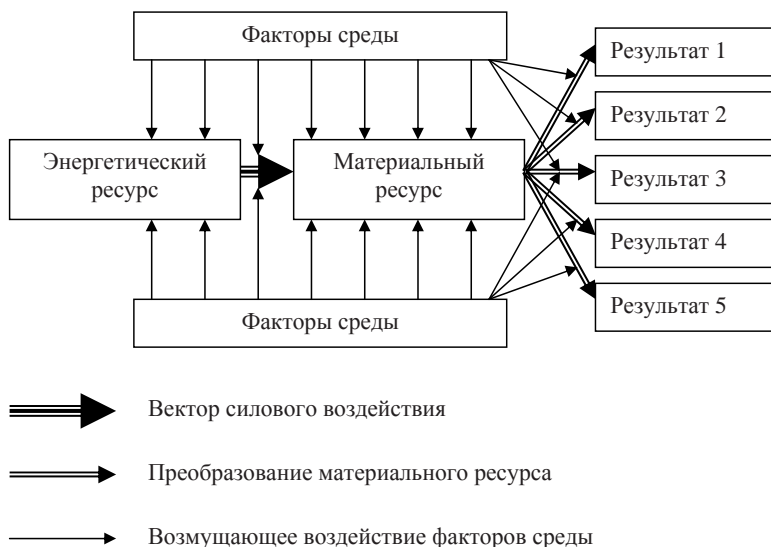 Факторы среды
Результат 1
Результат 2
Энергетический
ресурс
Материальный
ресурс
Результат 3
Результат 4
Результат 5
Факторы среды
Вектор силового воздействия
Преобразование материального ресурса
Возмущающее воздействие факторов среды